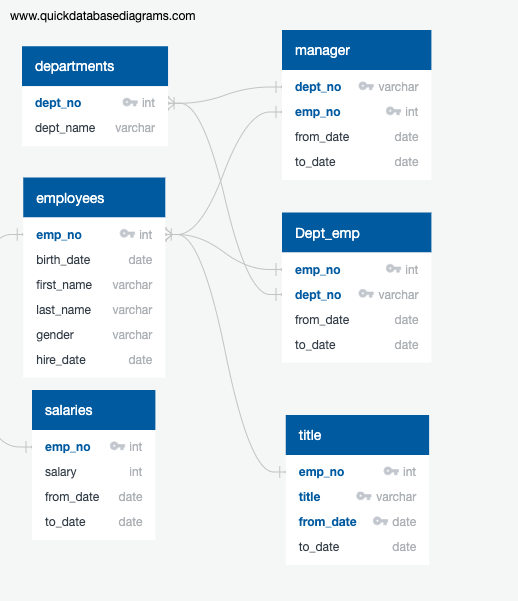 www.quickdatabasediagrams.com
departments
dept_no int
dept_name varchar
employees
emp_no int
birth_date date
first_name varchar
last_name varchar
gender varchar
hire_date date
salaries
emp_no int
salary int
from_date date
to_date date
manager
dept_no varchar
emp_no int
from_date date
to_date date
Dept_emp
emp_no int
dept_no varchar
from_date date
to_date date
title
emp_no int
title varchar
from_date date
to_date date